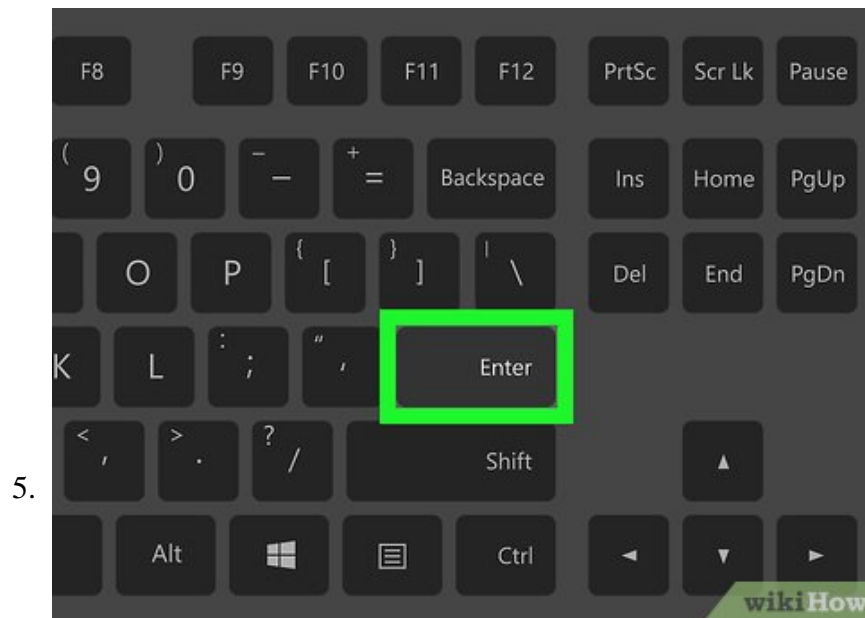 F8 F9 F10 F11 F12 PrtSc Scr Lk Pause
( 9 ) 0 – — + = Backspace Ins Home PgUp
O P { [ } ] | \ Del End PgDn
K L : ; " ' Enter
< , > . ? / Shift
5.
Alt Ctrl
wikiHow